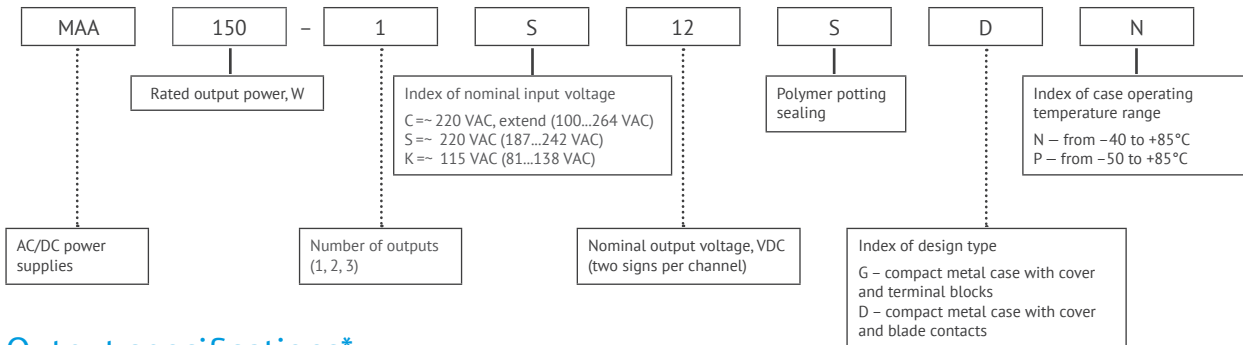 MAA 150 – 1 S 12 S D N
Rated output power, W
Index of nominal input voltage
C =~ 220 VAC, extend (100...264 VAC)
S =~ 220 VAC (187...242 VAC)
K =~ 115 VAC (81...138 VAC)
Polymer potting
sealing
Index of case operating
temperature range
N — from –40 to +85°C
P — from –50 to +85°C
AC/DC power
supplies
Number of outputs
(1, 2, 3)
Nominal output voltage, VDC
(two signs per channel)
Index of design type
G – compact metal case with cover
and terminal blocks
D – compact metal case with cover
and blade contacts
Output specifications*